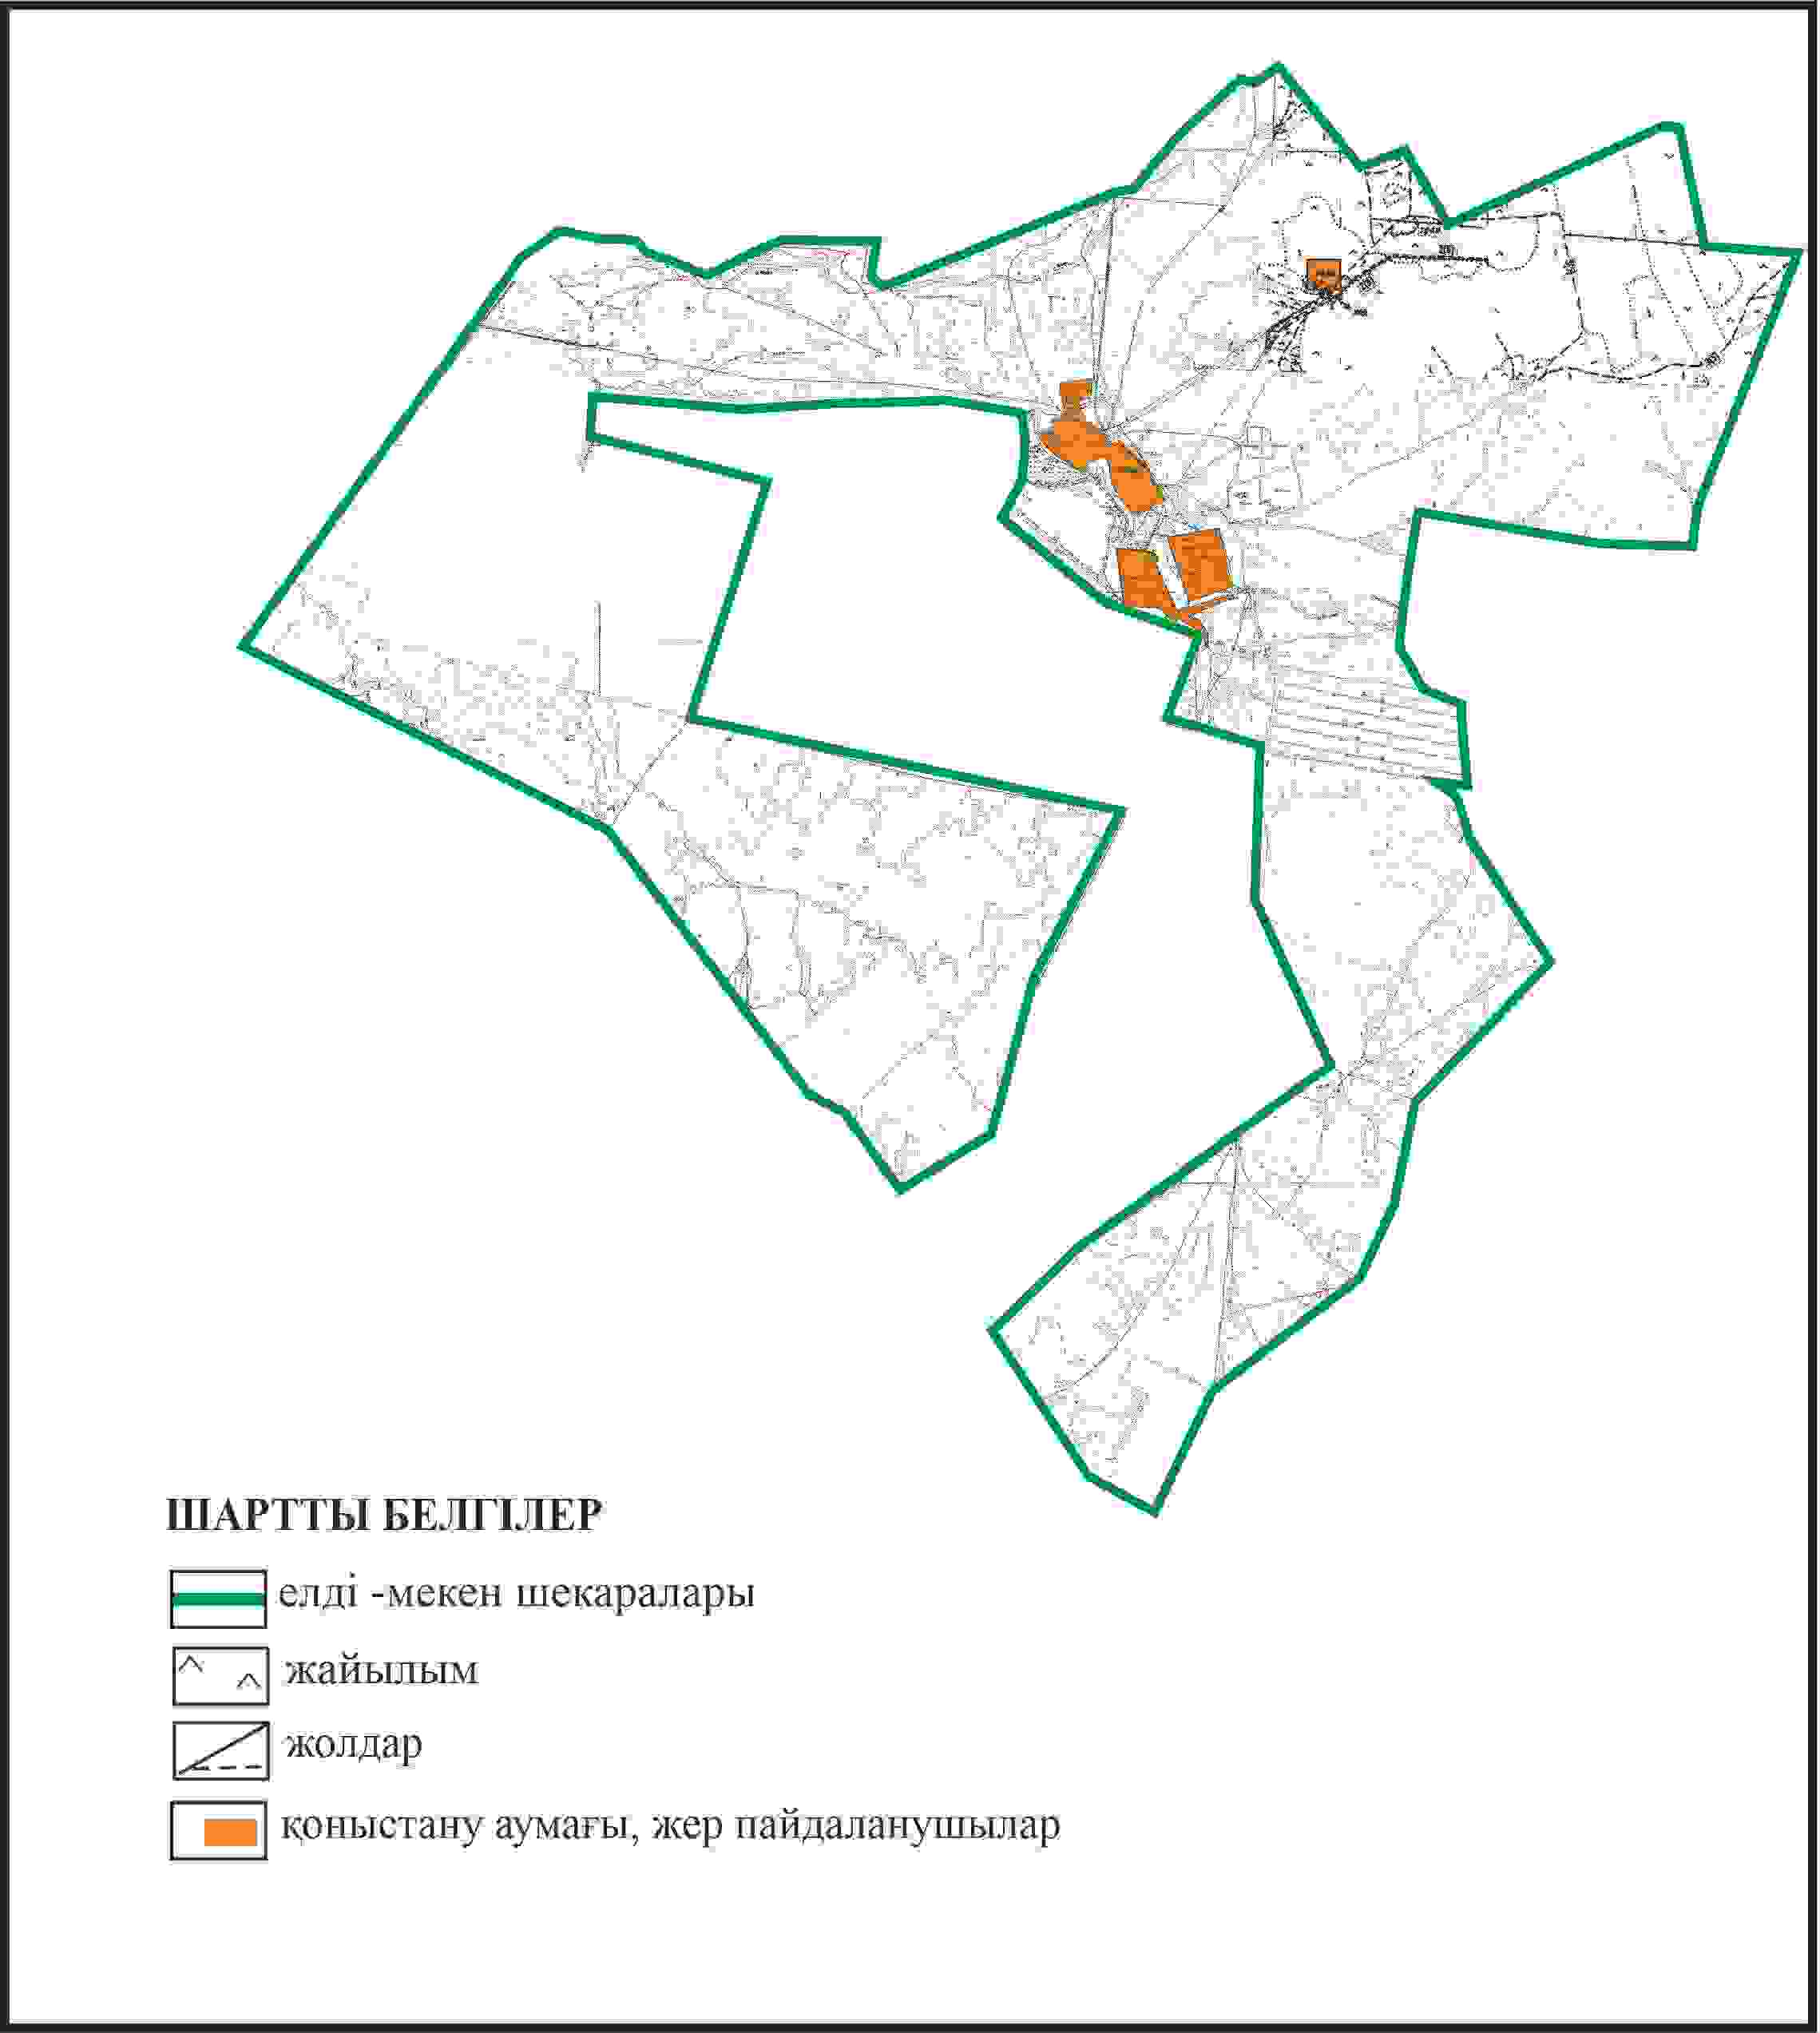 ШАРТТЫ БЕЛГІЛЕР
елді -мекен шекаралары
жайылым
жолдар
қоныстану аумағы, жер пайдаланушылар